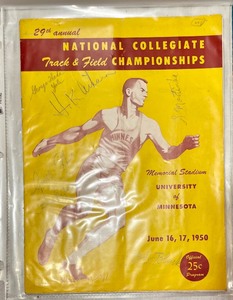 29th annual
NATIONAL COLLEGIATE
Track & Field CHAMPIONSHIPS
MINNES
Memorial Stadium
UNIVERSITY
of
MINNESOTA
June 16, 17, 1950
Official
25¢
Program